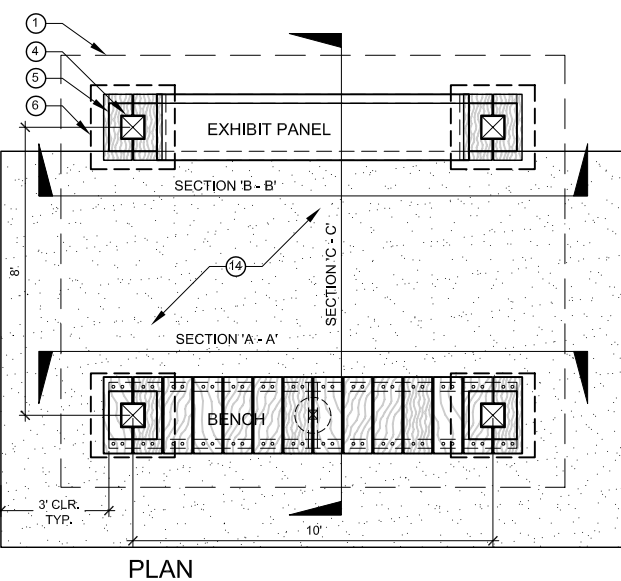 1
4
5
6
EXHIBIT PANEL
SECTION 'B - B'
14
SECTION 'C - C'
8'
SECTION 'A - A'
BENCH
3' CLR.
TYP.
10'
PLAN